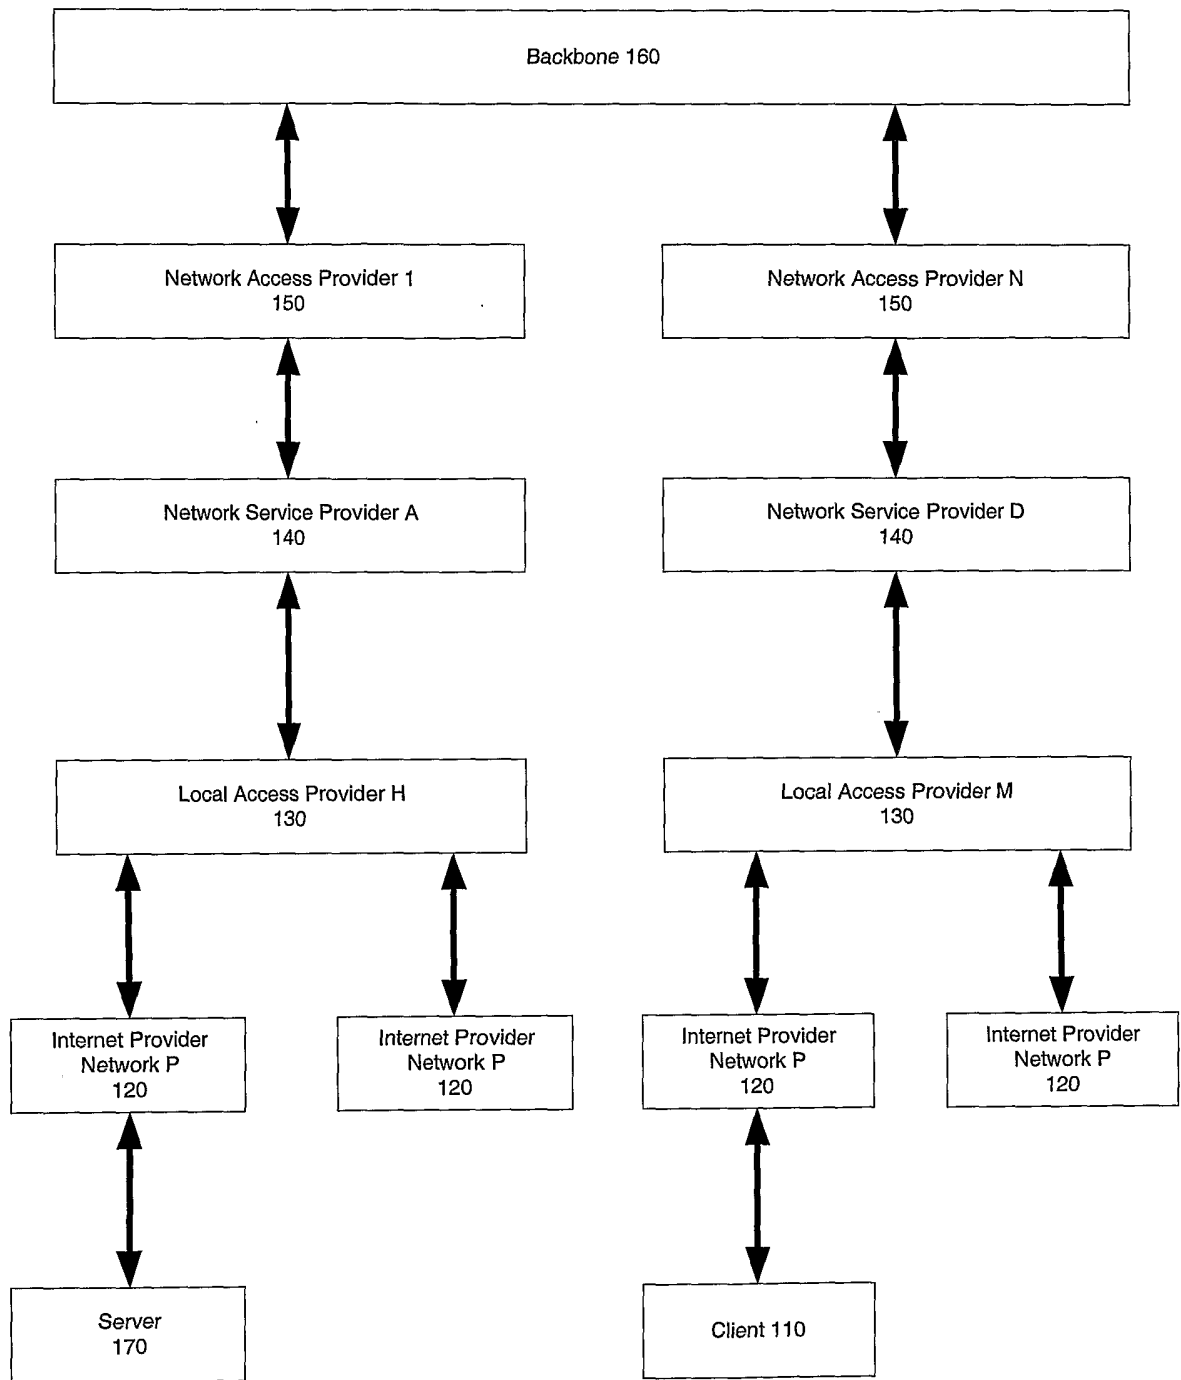 Backbone 160
Network Access Provider 1
150
Network Access Provider N
150
Network Service Provider A
140
Network Service Provider D
140
Local Access Provider H
130
Local Access Provider M
130
Internet Provider
Network P
120
Internet Provider
Network P
120
Internet Provider
Network P
120
Internet Provider
Network P
120
Server
170
Client 110